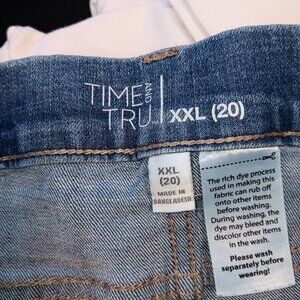 TIME AND
TRU
XXL (20)
XXL
(20)
MADE IN
BANGLADESH
The rich dye process
used in making this
fabric can rub off
onto other items
before washing.
During washing, the
dye may bleed and
discolor other items
in the wash.
Please wash
separately before
wearing!